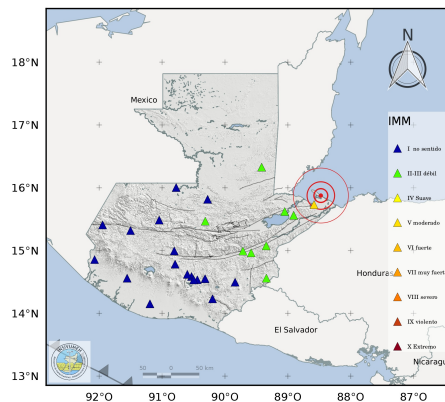 18°N
17°N
16°N
15°N
14°N
13°N
92°O
91°O
90°O
89°O
88°O
87°O
N
Mexico
Honduras
El Salvador
Nicaragu
IMM
I no sentido
II-III débil
IV Suave
V moderado
VI fuerte
VII muy fuerte
VIII severo
IX violento
X Extremo
50 0 50 km